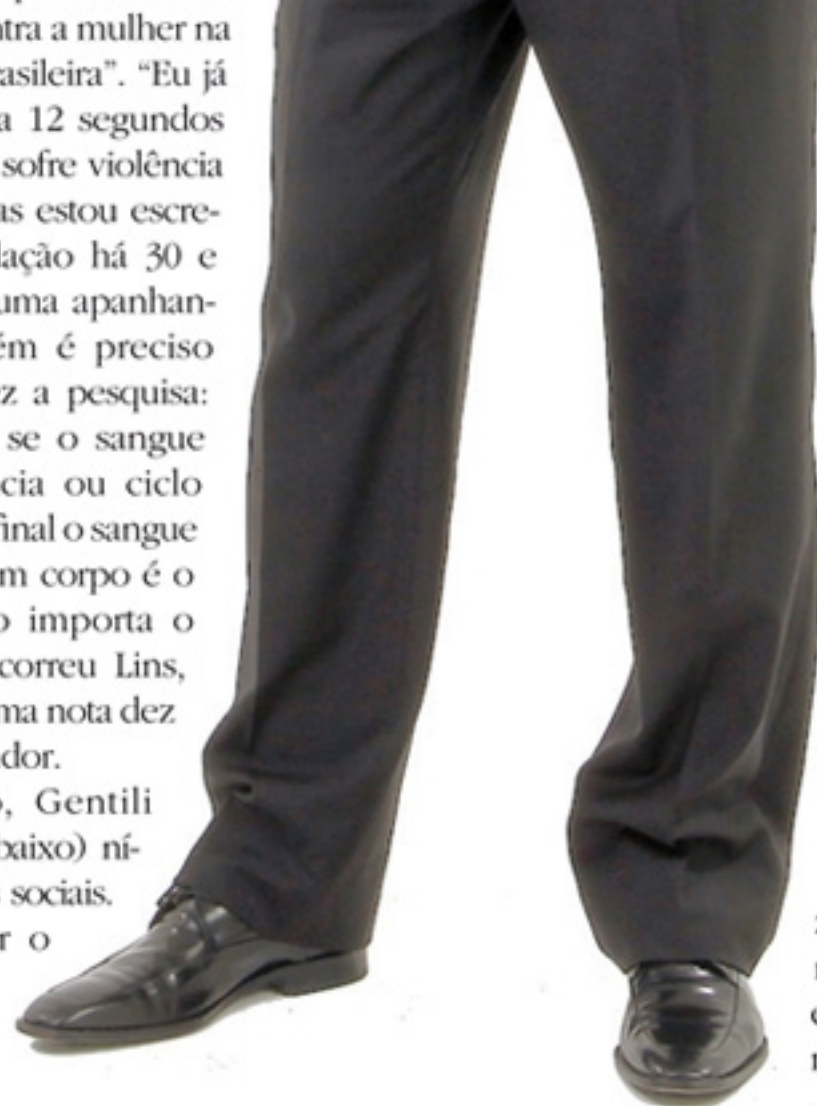 ntra a mulher na
rasileira”. “Eu já
a 12 segundos
sofre violência
as estou escre-
lação há 30 e
uma apanhan-
ém é preciso
z a pesquisa:
se o sangue
cia ou ciclo
final o sangue
m corpo é o
o importa o
correu Lins,
ma nota dez
dor.
o, Gentili
baixo) ní-
s sociais.
r o